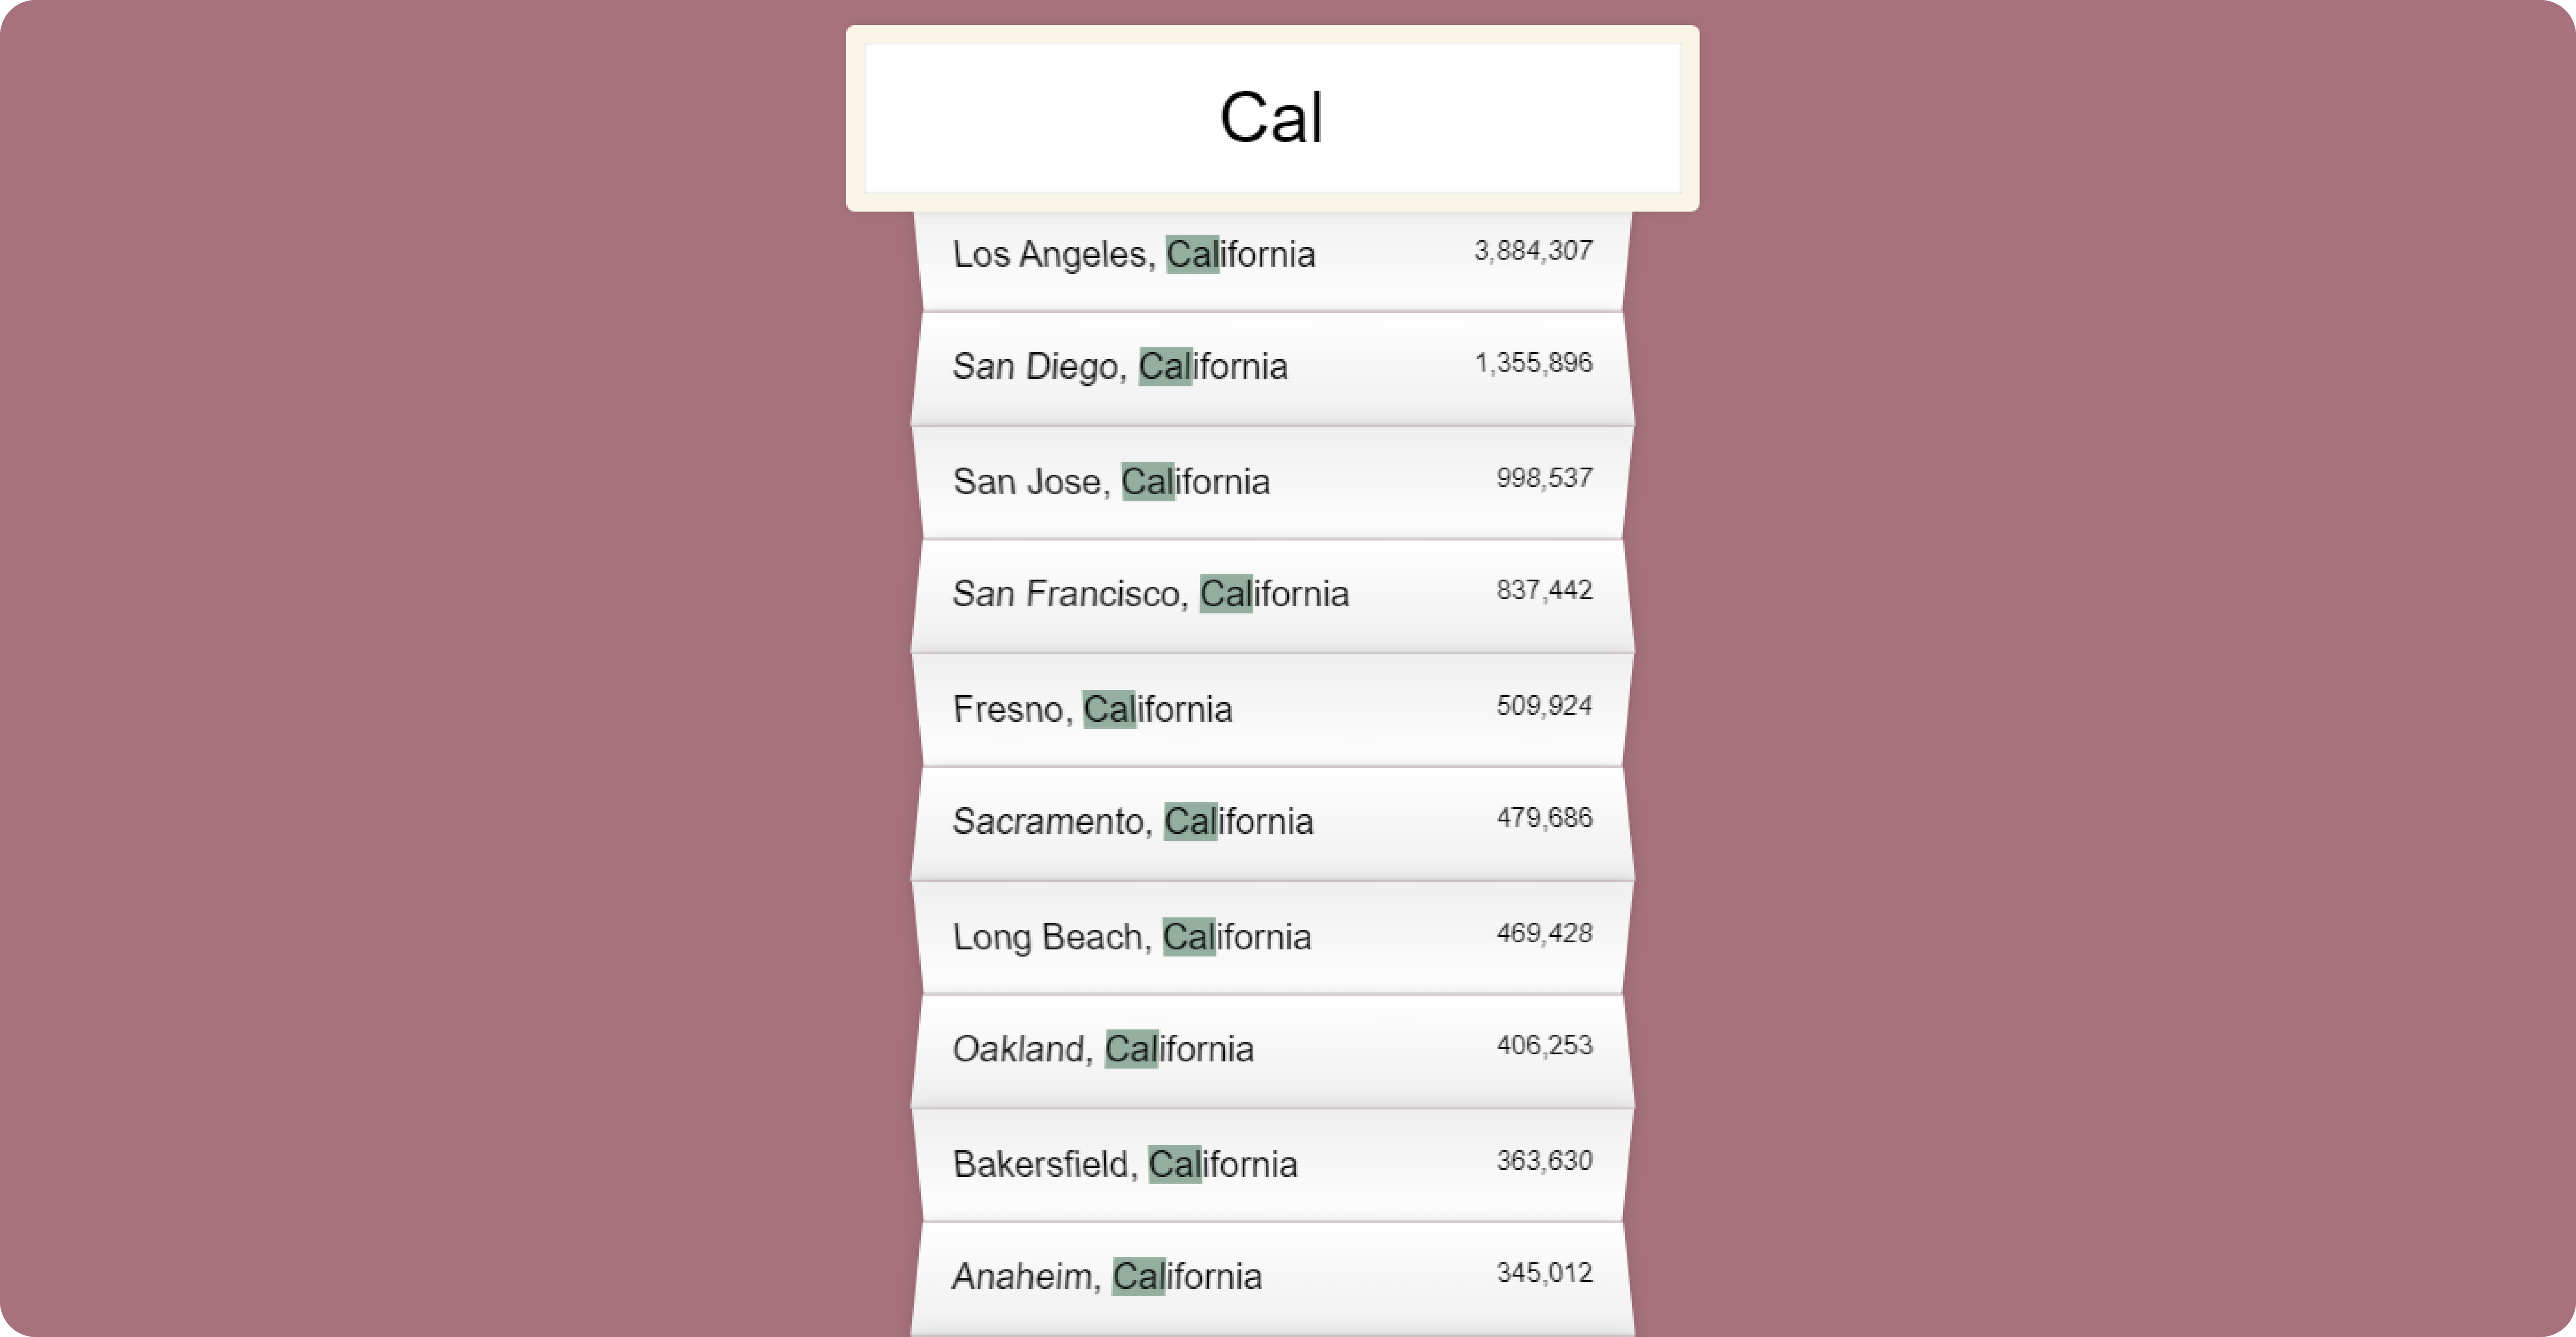 Cal
Los Angeles, California 3,884,307
San Diego, California 1,355,896
San Jose, California 998,537
San Francisco, California 837,442
Fresno, California 509,924
Sacramento, California 479,686
Long Beach, California 469,428
Oakland, California 406,253
Bakersfield, California 363,630
Anaheim, California 345,012